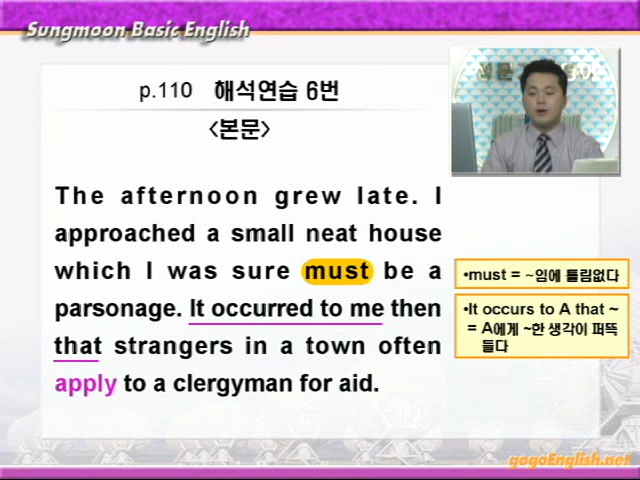 Sungmoon Basic English
p.110 해석연습 6번
<본문>
The afternoon grew late. I
approached a small neat house
which I was sure must be a
parsonage. It occurred to me then
that strangers in a town often
apply to a clergyman for aid.
•must = ~임에 틀림없다
•It occurs to A that ~
= A에게 ~한 생각이 퍼뜩
들다
gogoEnglish.net